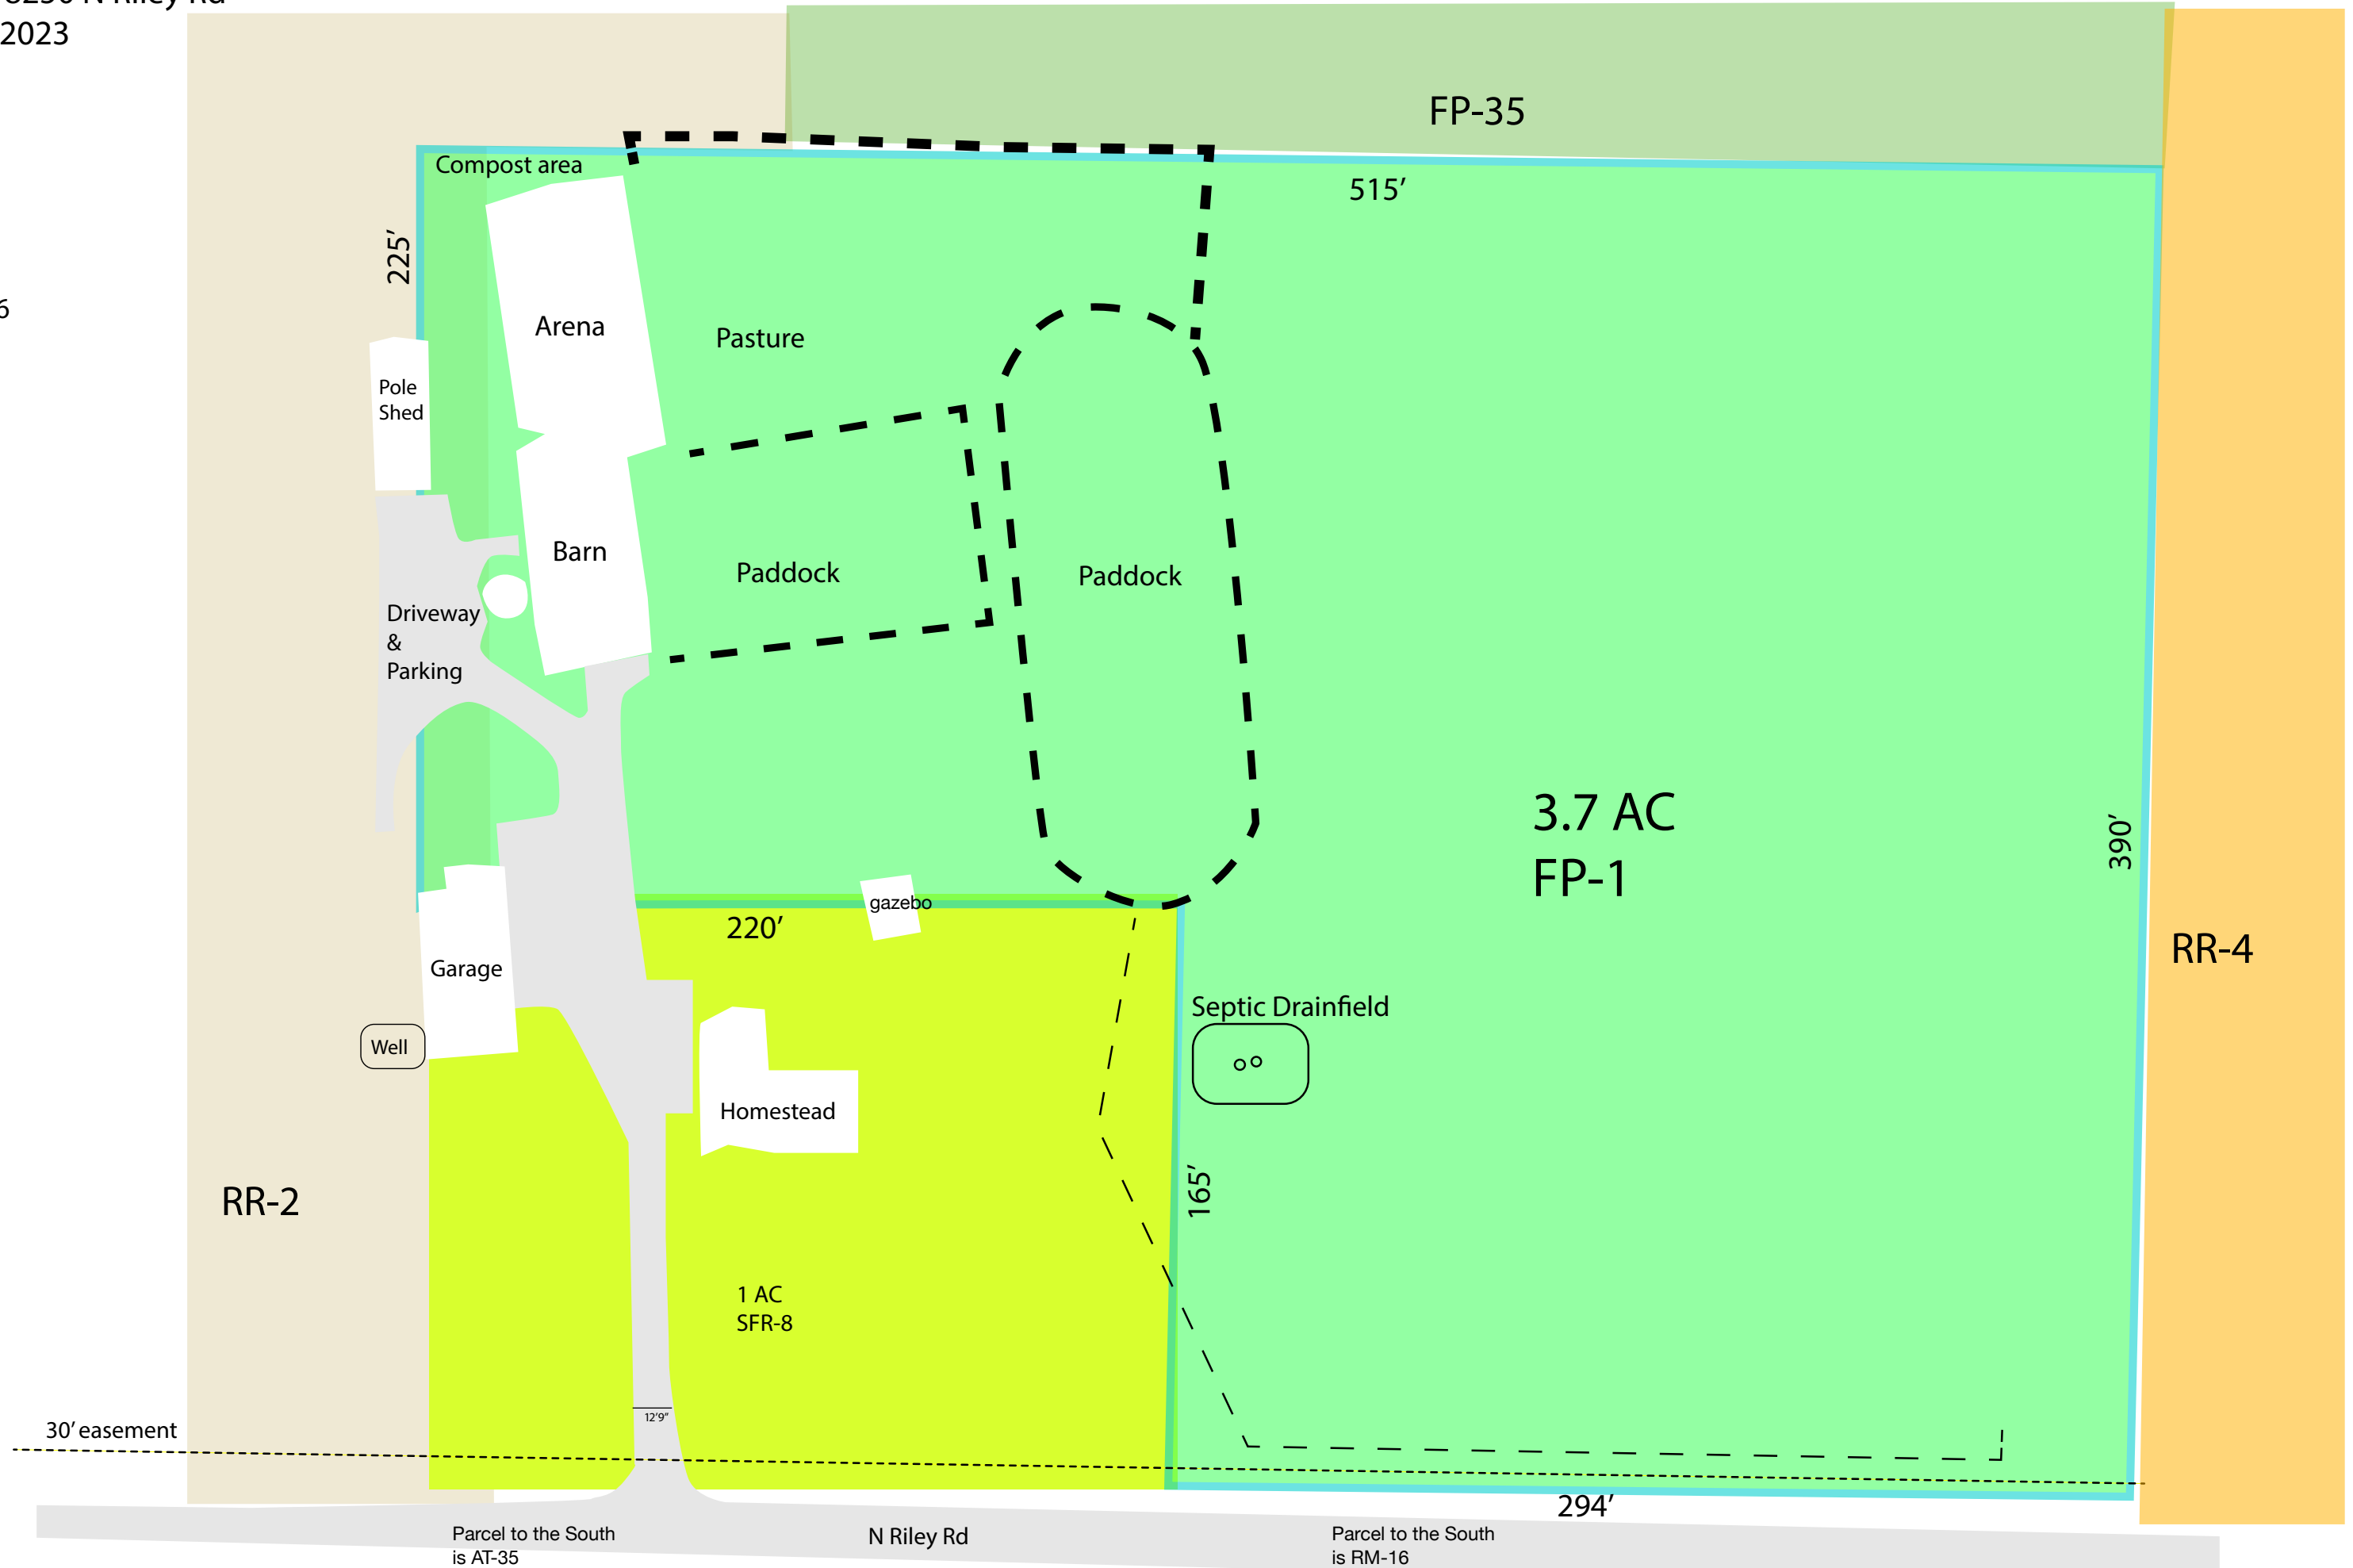 2023
FP-35
Compost area
515’
225’
Arena
Pasture
Pole
Shed
Barn
Paddock
Paddock
Driveway
&
Parking
3.7 AC
FP-1
390’
gazebo
220’
RR-4
Garage
Septic Drainfield
Well
Homestead
165’
RR-2
1 AC
SFR-8
12’9”
30’ easement
294’
N Riley Rd
Parcel to the South
is AT-35
Parcel to the South
is RM-16